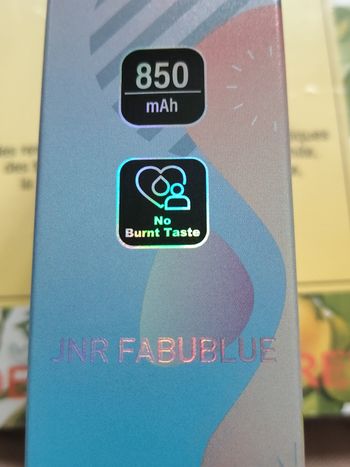 850
mAh
No
Burnt Taste
JNR FABUBLUE